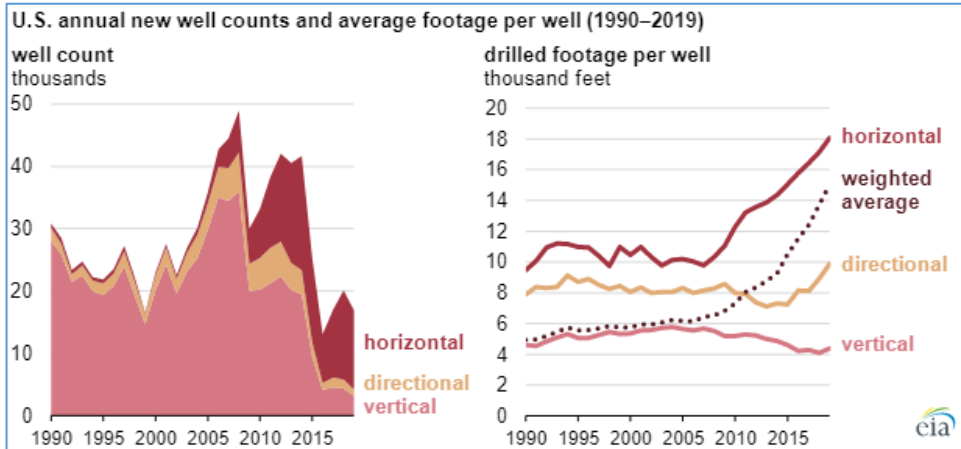 U.S. annual new well counts and average footage per well (1990–2019)
well count
thousands
50
40
30
20
10
0
1990 1995 2000 2005 2010 2015
horizontal
directional
vertical
drilled footage per well
thousand feet
20
18
16
14
12
10
8
6
4
2
0
1990 1995 2000 2005 2010 2015
horizontal
weighted
average
directional
vertical
eia